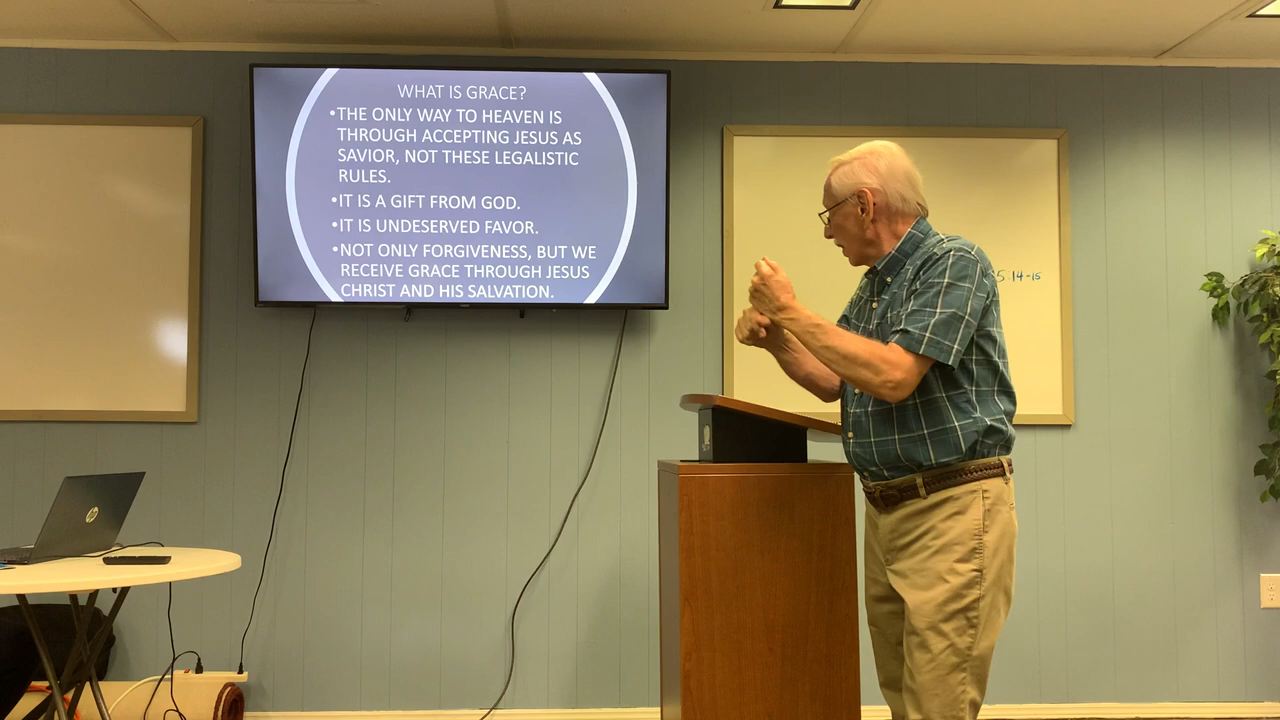 WHAT IS GRACE?
•THE ONLY WAY TO HEAVEN IS
THROUGH ACCEPTING JESUS AS
SAVIOR, NOT THESE LEGALISTIC
RULES.
•IT IS A GIFT FROM GOD.
•IT IS UNDESERVED FAVOR.
•NOT ONLY FORGIVENESS, BUT WE
RECEIVE GRACE THROUGH JESUS
CHRIST AND HIS SALVATION.
5:14-15
hp